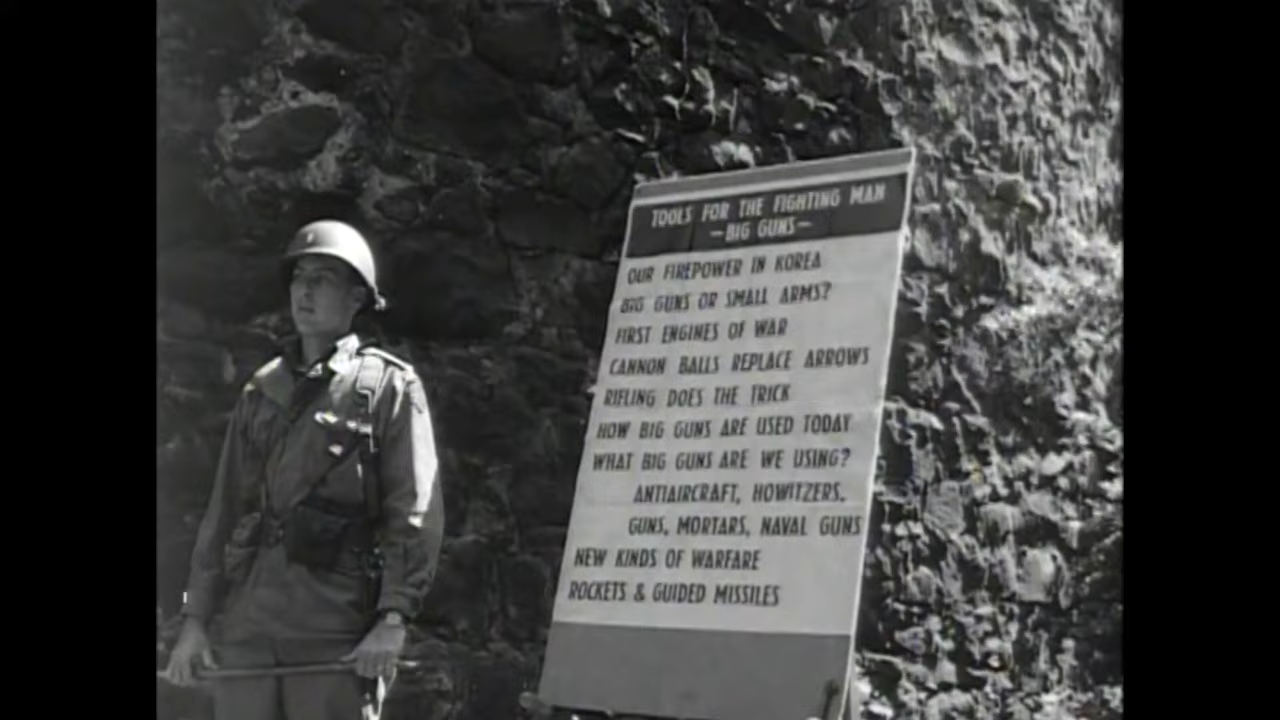 TOOLS FOR THE FIGHTING MAN
—BIG GUNS—
OUR FIREPOWER IN KOREA
BIG GUNS OR SMALL ARMS?
FIRST ENGINES OF WAR
CANNON BALLS REPLACE ARROWS
RIFLING DOES THE TRICK
HOW BIG GUNS ARE USED TODAY
WHAT BIG GUNS ARE WE USING?
ANTIAIRCRAFT, HOWITZERS,
GUNS, MORTARS, NAVAL GUNS
NEW KINDS OF WARFARE
ROCKETS & GUIDED MISSILES